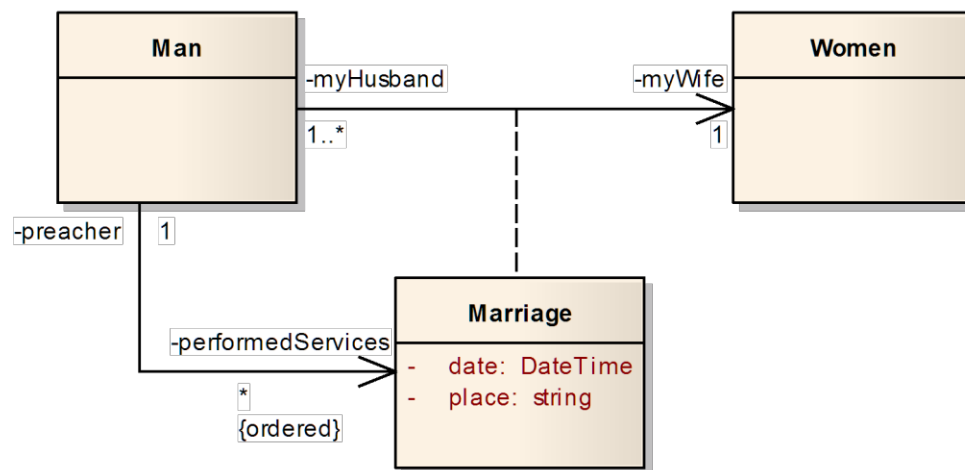 Man
Women
-myHusband
-myWife
1..*
1
-preacher
1
Marriage
-performedServices
- date: DateTime
- place: string
*
{ordered}